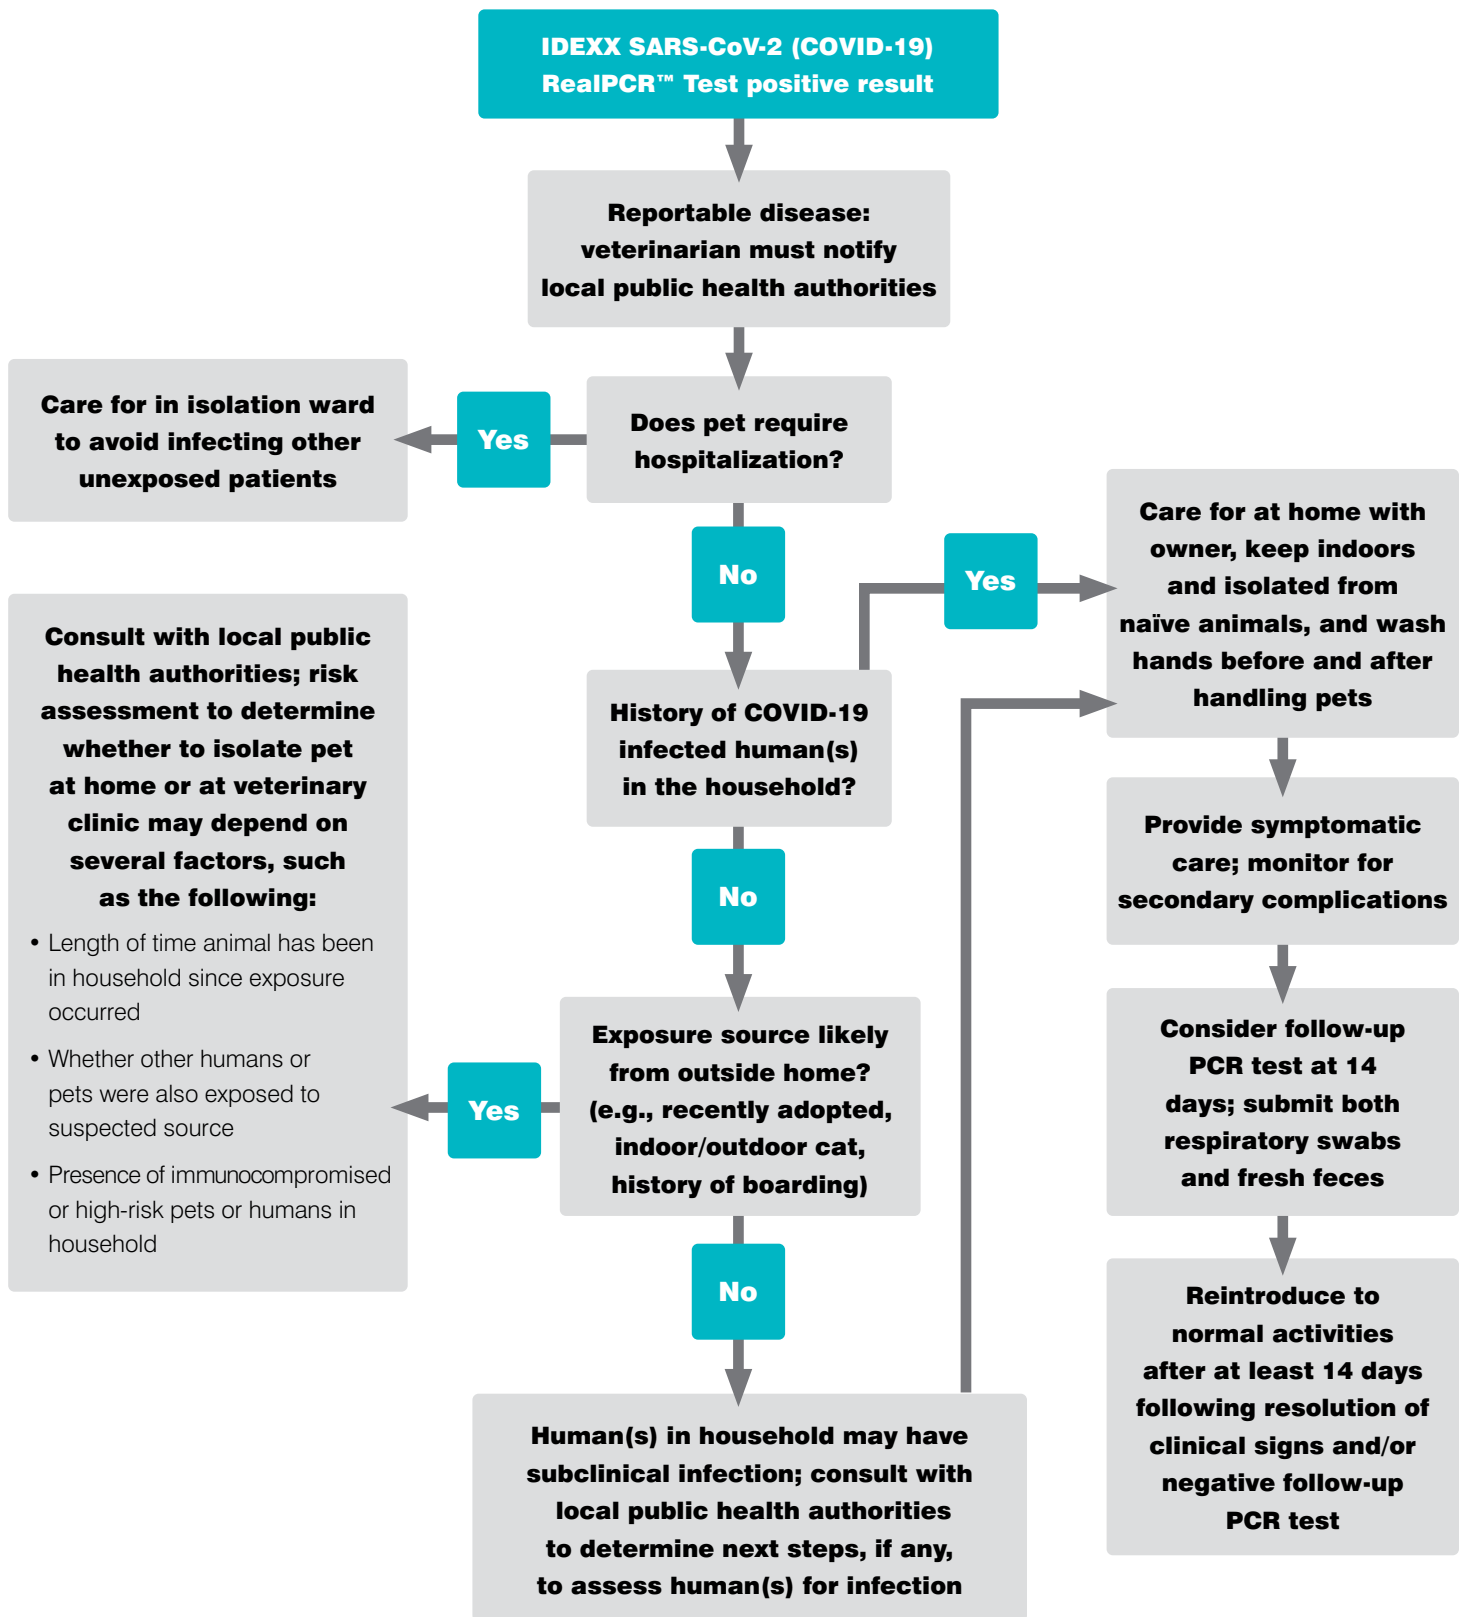 IDEXX SARS-CoV-2 (COVID-19)
RealPCR™ Test positive result
Reportable disease:
veterinarian must notify
local public health authorities
Does pet require
hospitalization?
Yes
Care for in isolation ward
to avoid infecting other
unexposed patients
No
History of COVID-19
infected human(s)
in the household?
Yes
Care for at home with
owner, keep indoors
and isolated from
naïve animals, and wash
hands before and after
handling pets
Provide symptomatic
care; monitor for
secondary complications
Consider follow-up
PCR test at 14
days; submit both
respiratory swabs
and fresh feces
Reintroduce to
normal activities
after at least 14 days
following resolution of
clinical signs and/or
negative follow-up
PCR test
No
Exposure source likely
from outside home?
(e.g., recently adopted,
indoor/outdoor cat,
history of boarding)
Yes
Consult with local public
health authorities; risk
assessment to determine
whether to isolate pet
at home or at veterinary
clinic may depend on
several factors, such
as the following:
• Length of time animal has been
in household since exposure
occurred
• Whether other humans or
pets were also exposed to
suspected source
• Presence of immunocompromised
or high-risk pets or humans in
household
No
Human(s) in household may have
subclinical infection; consult with
local public health authorities
to determine next steps, if any,
to assess human(s) for infection